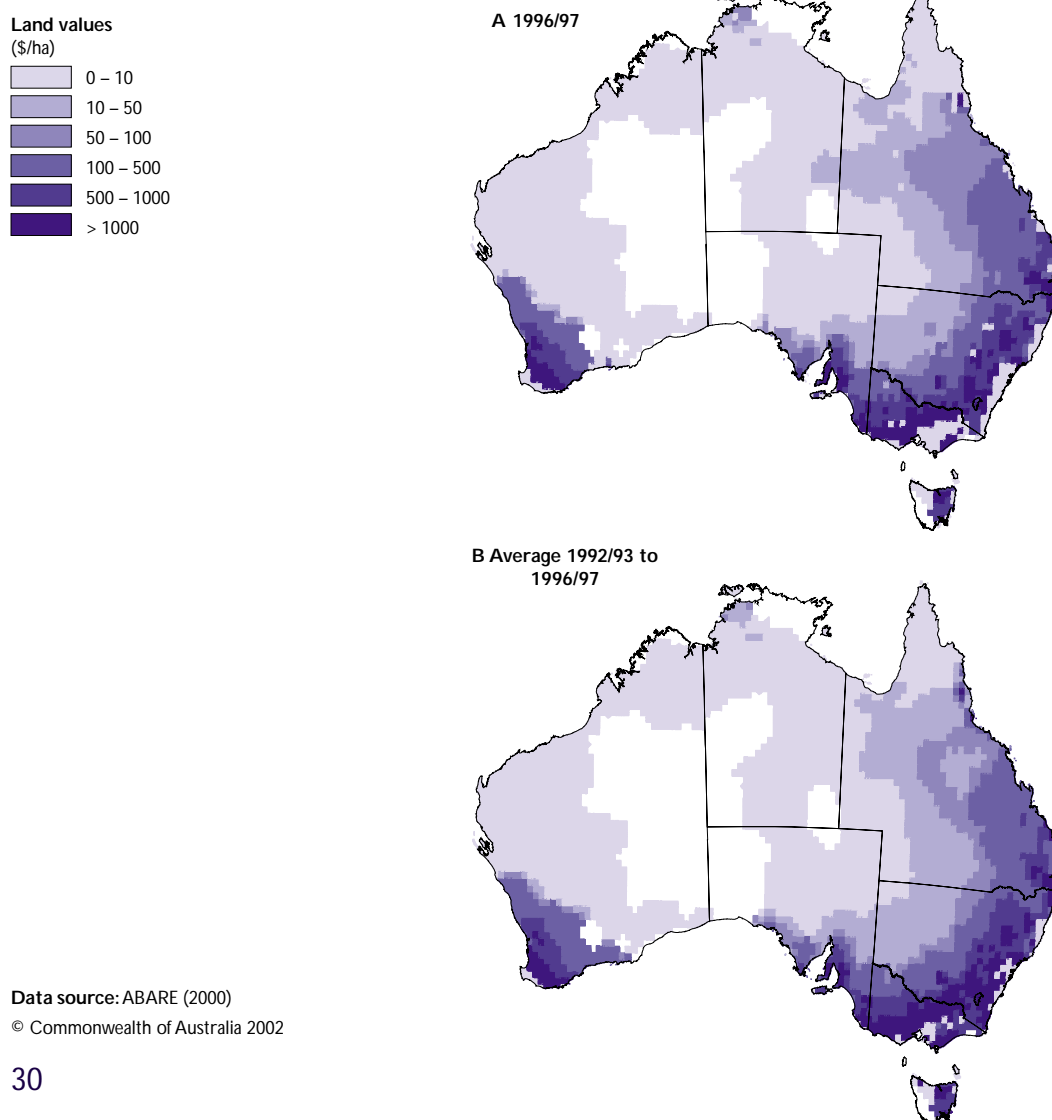 Land values
($/ha)
0 – 10
10 – 50
50 – 100
100 – 500
500 – 1000
> 1000
A 1996/97
B Average 1992/93 to
1996/97
Data source: ABARE (2000)
© Commonwealth of Australia 2002
30